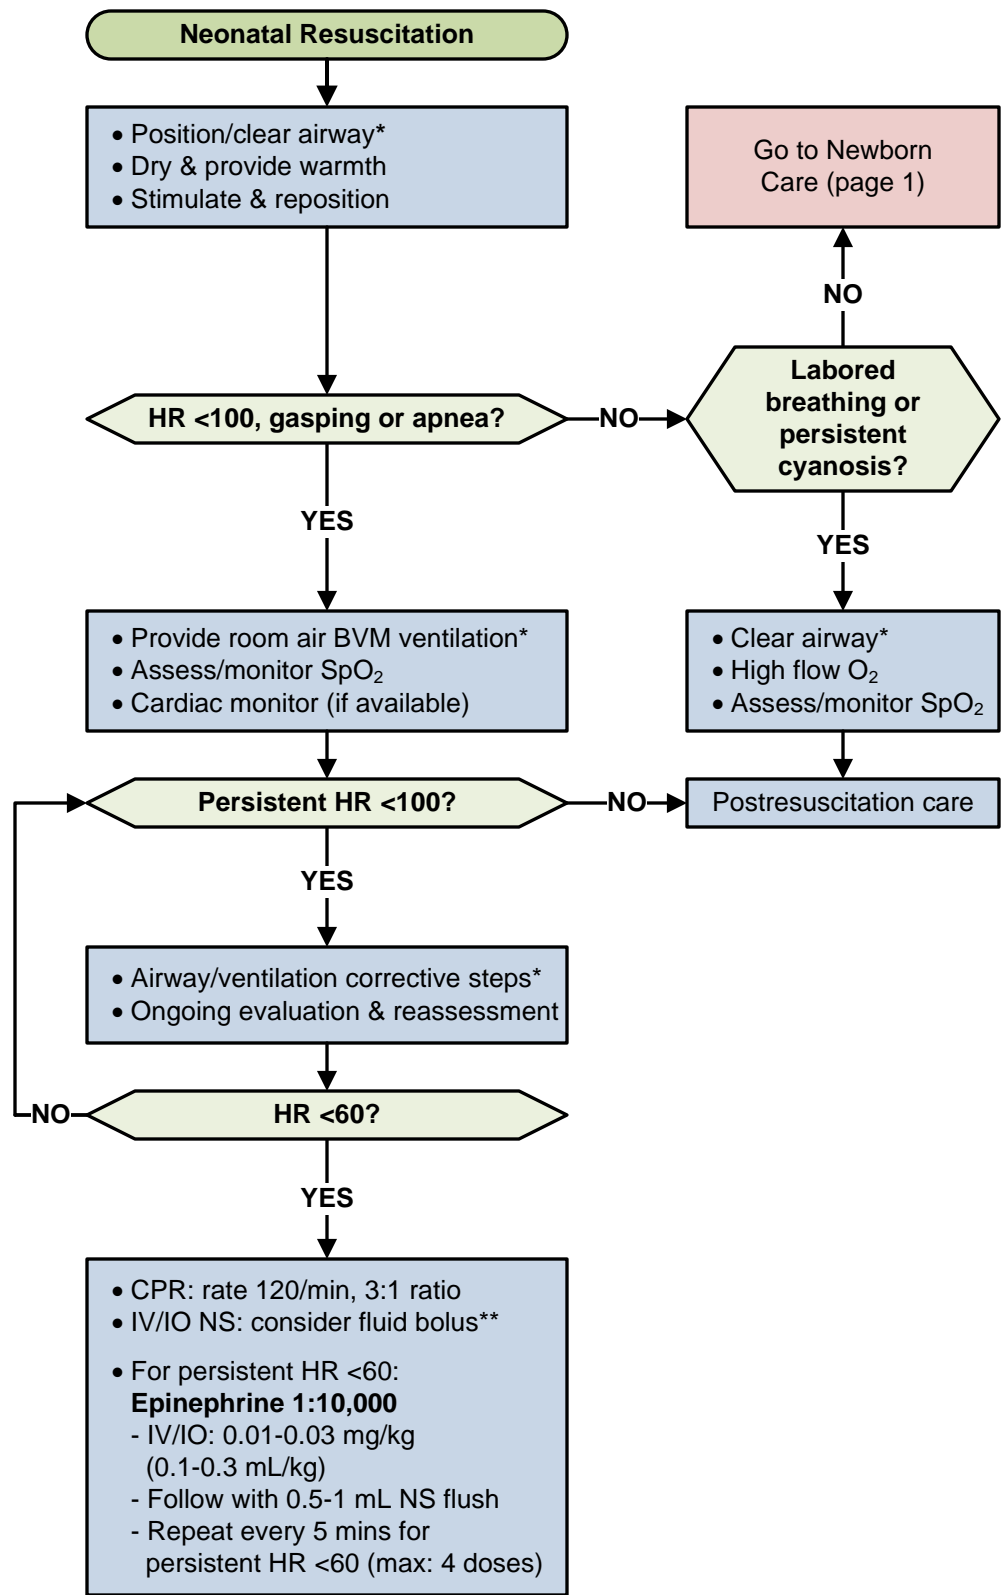 Neonatal Resuscitation
• Position/clear airway*
• Dry & provide warmth
• Stimulate & reposition
Go to Newborn
Care (page 1)
NO
HR <100, gasping or apnea?
NO
Labored
breathing or
persistent
cyanosis?
YES
YES
• Provide room air BVM ventilation*
• Assess/monitor SpO₂
• Cardiac monitor (if available)
• Clear airway*
• High flow O₂
• Assess/monitor SpO₂
Persistent HR <100?
NO
Postresuscitation care
YES
• Airway/ventilation corrective steps*
• Ongoing evaluation & reassessment
NO
HR <60?
YES
• CPR: rate 120/min, 3:1 ratio
• IV/IO NS: consider fluid bolus**
• For persistent HR <60:
Epinephrine 1:10,000
- IV/IO: 0.01-0.03 mg/kg
(0.1-0.3 mL/kg)
- Follow with 0.5-1 mL NS flush
- Repeat every 5 mins for
persistent HR <60 (max: 4 doses)